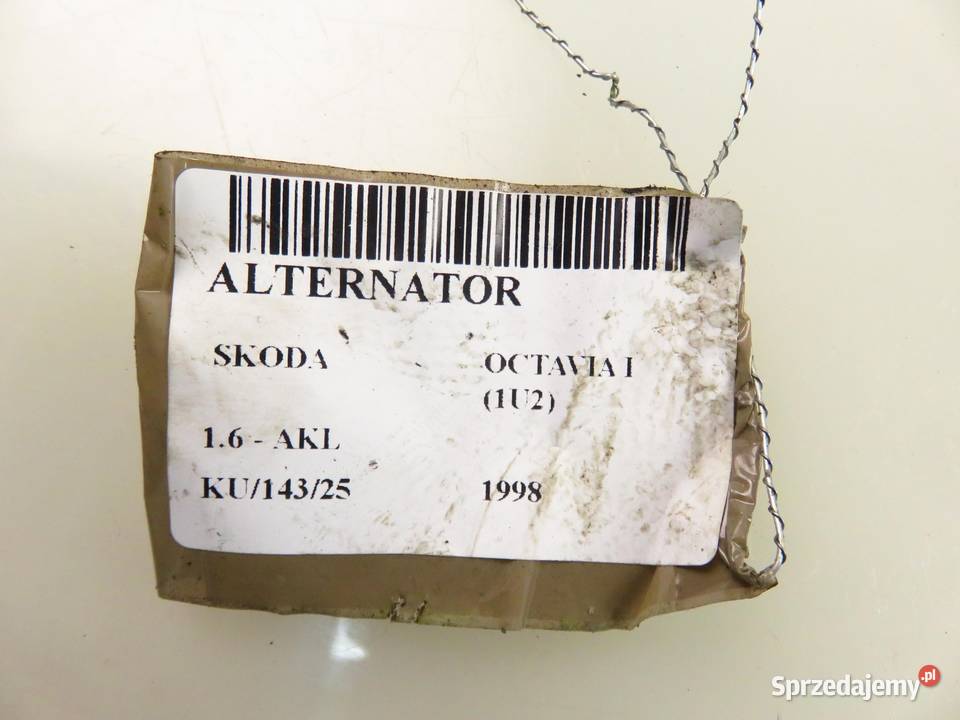 ALTERNATOR
SKODA OCTAVIA I
(1U2)
1.6 - AKL
KU/143/25 1998
Sprzedajemy.pl